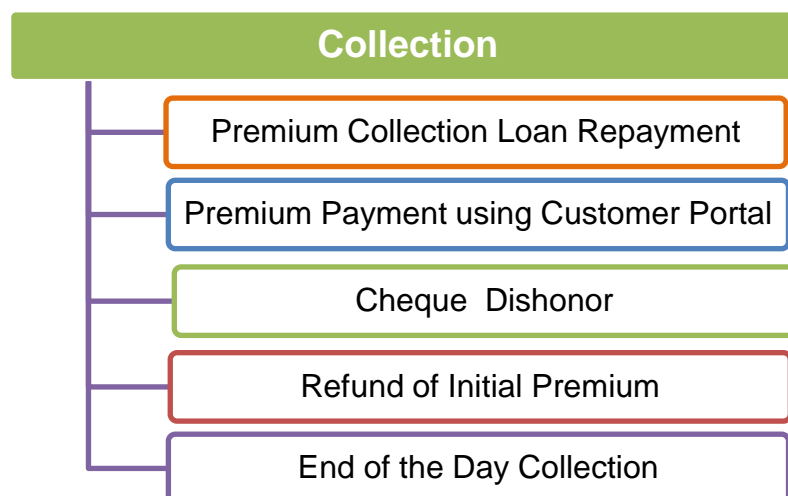 Collection
Premium Collection Loan Repayment
Premium Payment using Customer Portal
Cheque  Dishonor
Refund of Initial Premium
End of the Day Collection